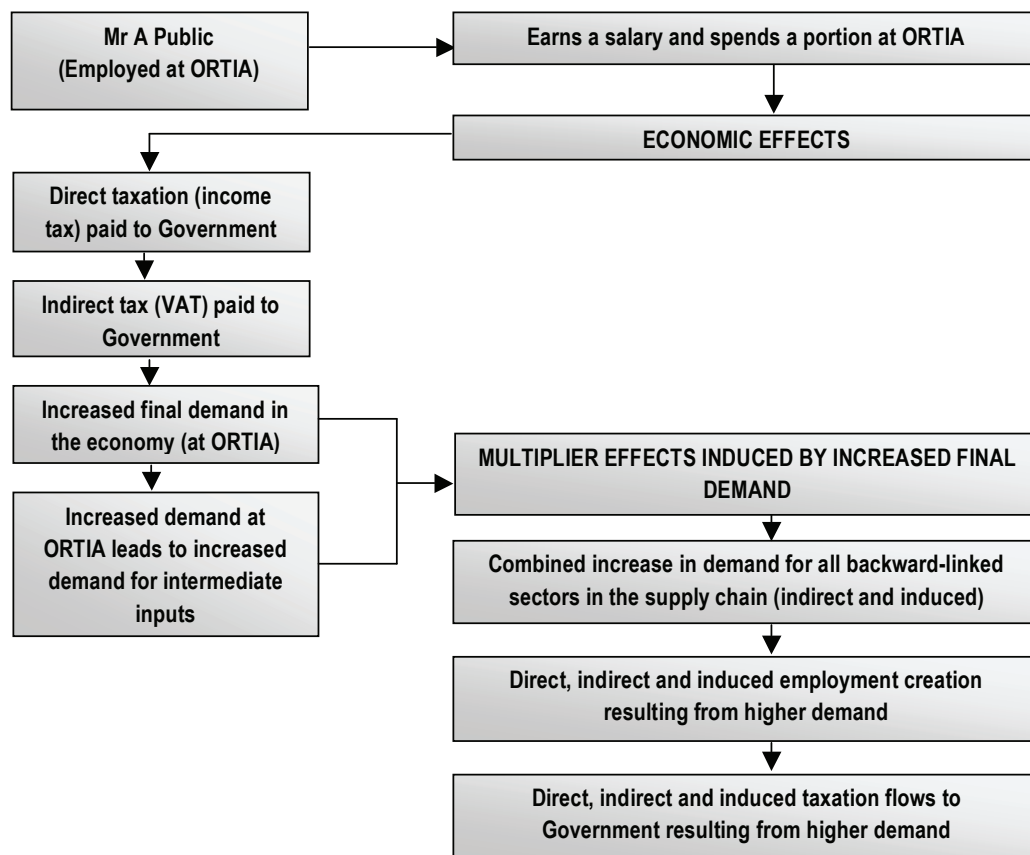 Mr A Public
(Employed at ORTIA)
Earns a salary and spends a portion at ORTIA
ECONOMIC EFFECTS
Direct taxation (income
tax) paid to Government
Indirect tax (VAT) paid to
Government
Increased final demand in
the economy (at ORTIA)
Increased demand at
ORTIA leads to increased
demand for intermediate
inputs
MULTIPLIER EFFECTS INDUCED BY INCREASED FINAL
DEMAND
Combined increase in demand for all backward-linked
sectors in the supply chain (indirect and induced)
Direct, indirect and induced employment creation
resulting from higher demand
Direct, indirect and induced taxation flows to
Government resulting from higher demand